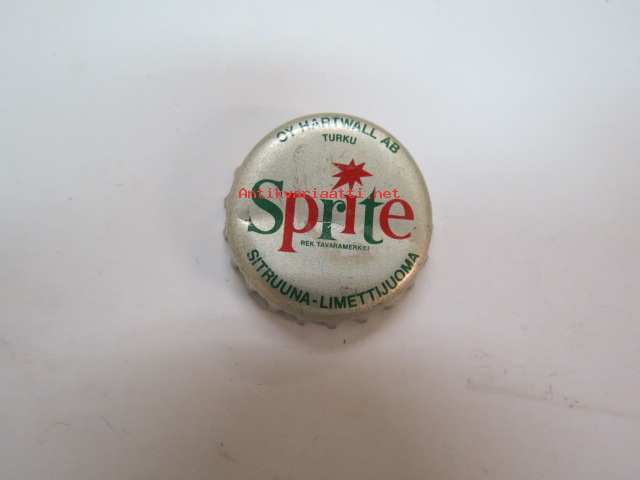 OY HARTWALL AB
TURKU
Antikvariaatti.net
Sprite
REK. TAVARAMERKKI
SITRUUNA-LIMETTIJUOMA